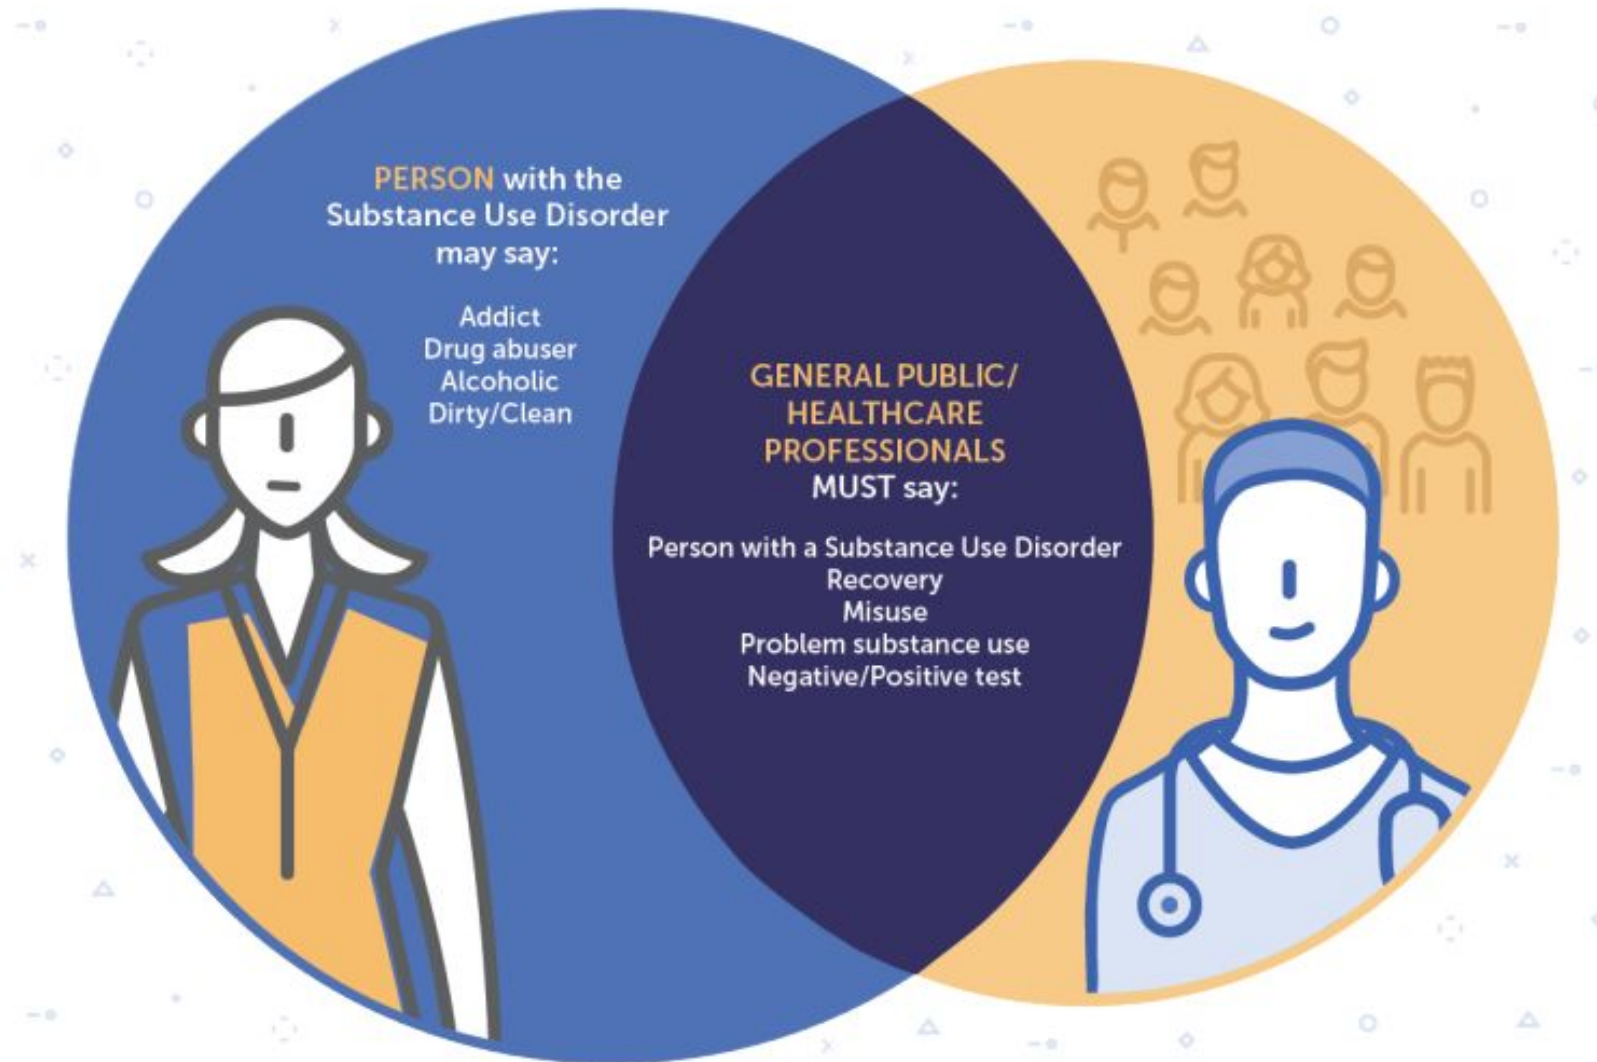 PERSON with the
Substance Use Disorder
may say:
Addict
Drug abuser
Alcoholic
Dirty/Clean
GENERAL PUBLIC/
HEALTHCARE
PROFESSIONALS
MUST say:
Person with a Substance Use Disorder
Recovery
Misuse
Problem substance use
Negative/Positive test